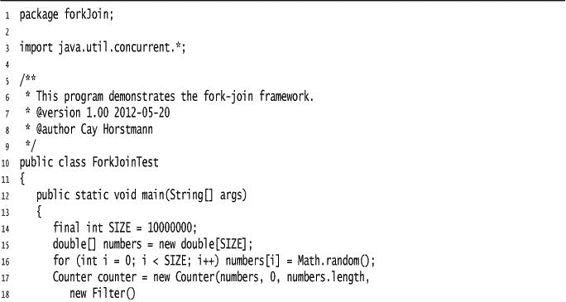 1 package forkJoin;
2
3 import java.util.concurrent.*;
4
5 /**
6  * This program demonstrates the fork-join framework.
7  * @version 1.00 2012-05-20
8  * @author Cay Horstmann
9  */
10 public class ForkJoinTest
11 {
12    public static void main(String[] args)
13    {
14       final int SIZE = 10000000;
15       double[] numbers = new double[SIZE];
16       for (int i = 0; i < SIZE; i++) numbers[i] = Math.random();
17       Counter counter = new Counter(numbers, 0, numbers.length,
18          new Filter()